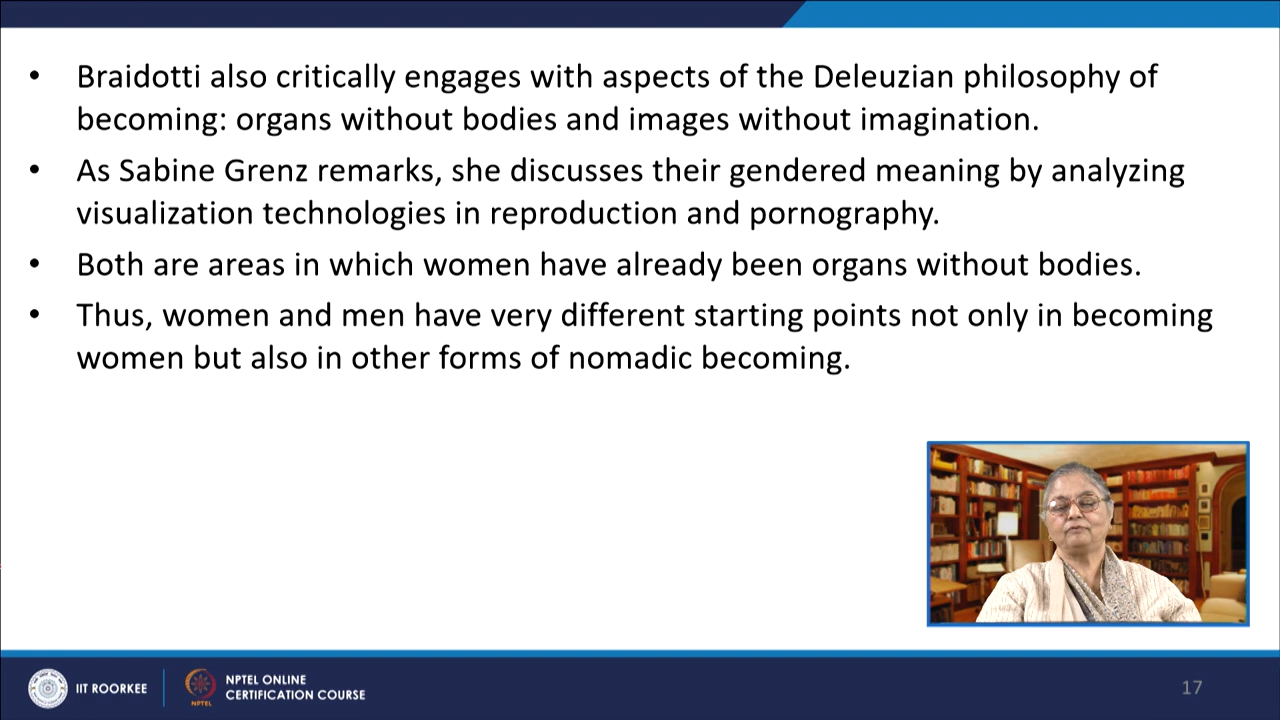 • Braidotti also critically engages with aspects of the Deleuzian philosophy of
becoming: organs without bodies and images without imagination.
• As Sabine Grenz remarks, she discusses their gendered meaning by analyzing
visualization technologies in reproduction and pornography.
• Both are areas in which women have already been organs without bodies.
• Thus, women and men have very different starting points not only in becoming
women but also in other forms of nomadic becoming.
IIT ROORKEE
NPTEL
NPTEL ONLINE
CERTIFICATION COURSE
17